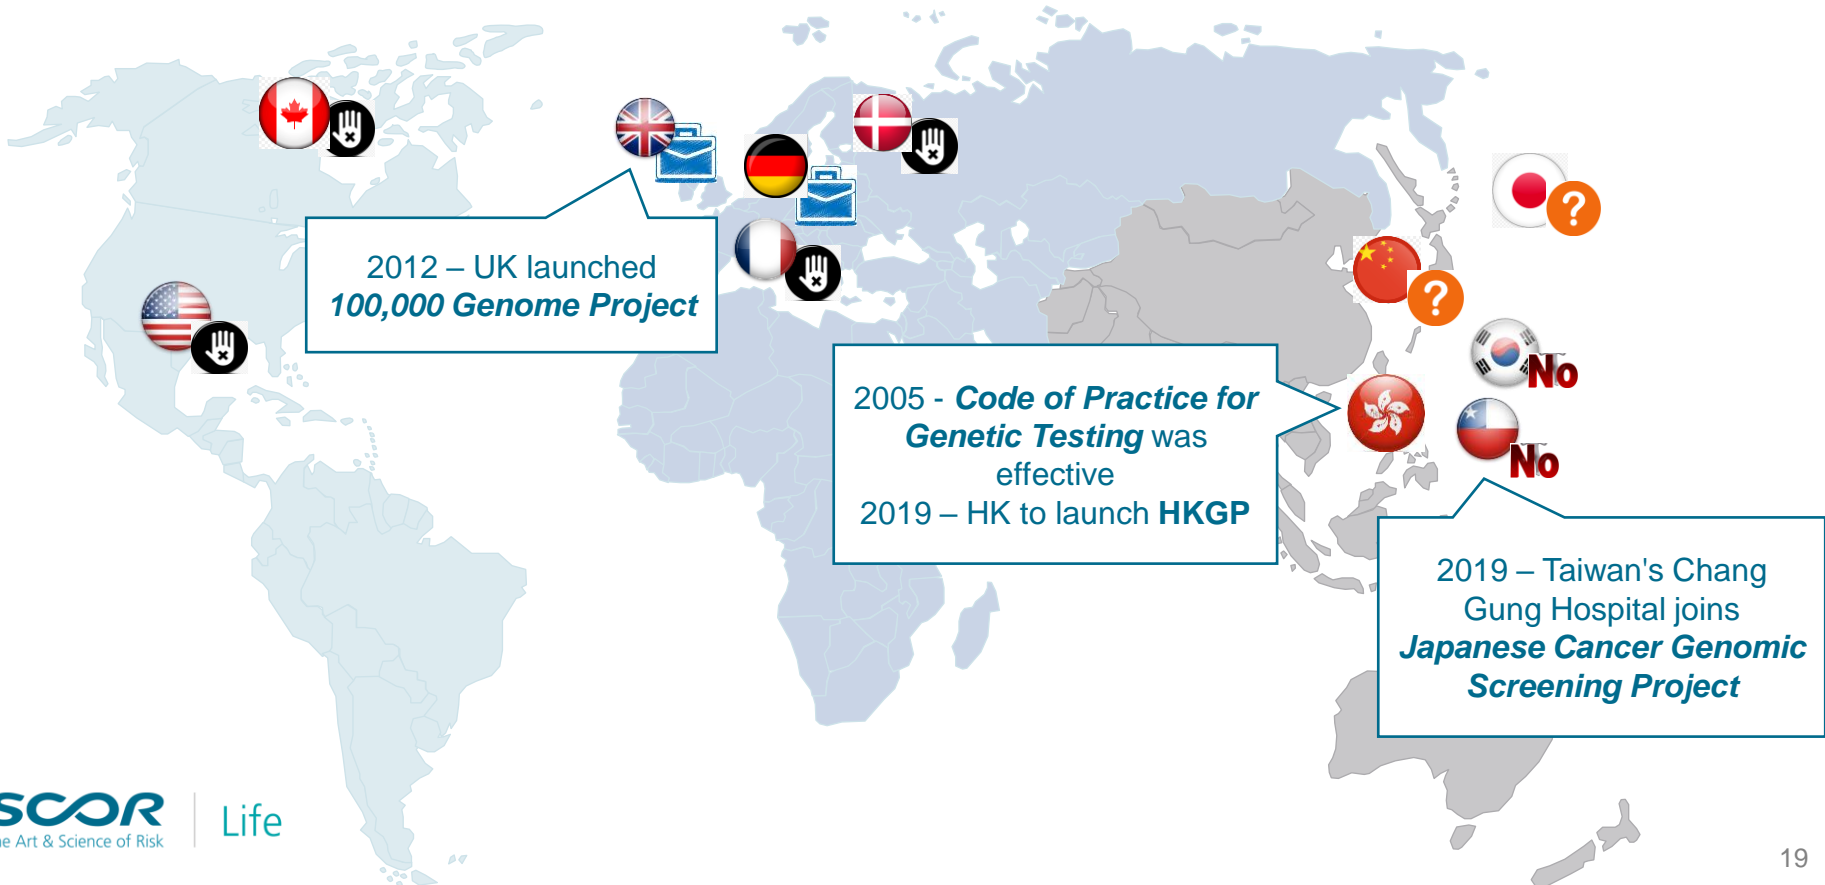 2012 – UK launched
100,000 Genome Project
2005 - Code of Practice for
Genetic Testing was
effective
2019 – HK to launch HKGP
?
?
No
No
2019 – Taiwan's Chang
Gung Hospital joins
Japanese Cancer Genomic
Screening Project
SCOR
The Art & Science of Risk
Life
19